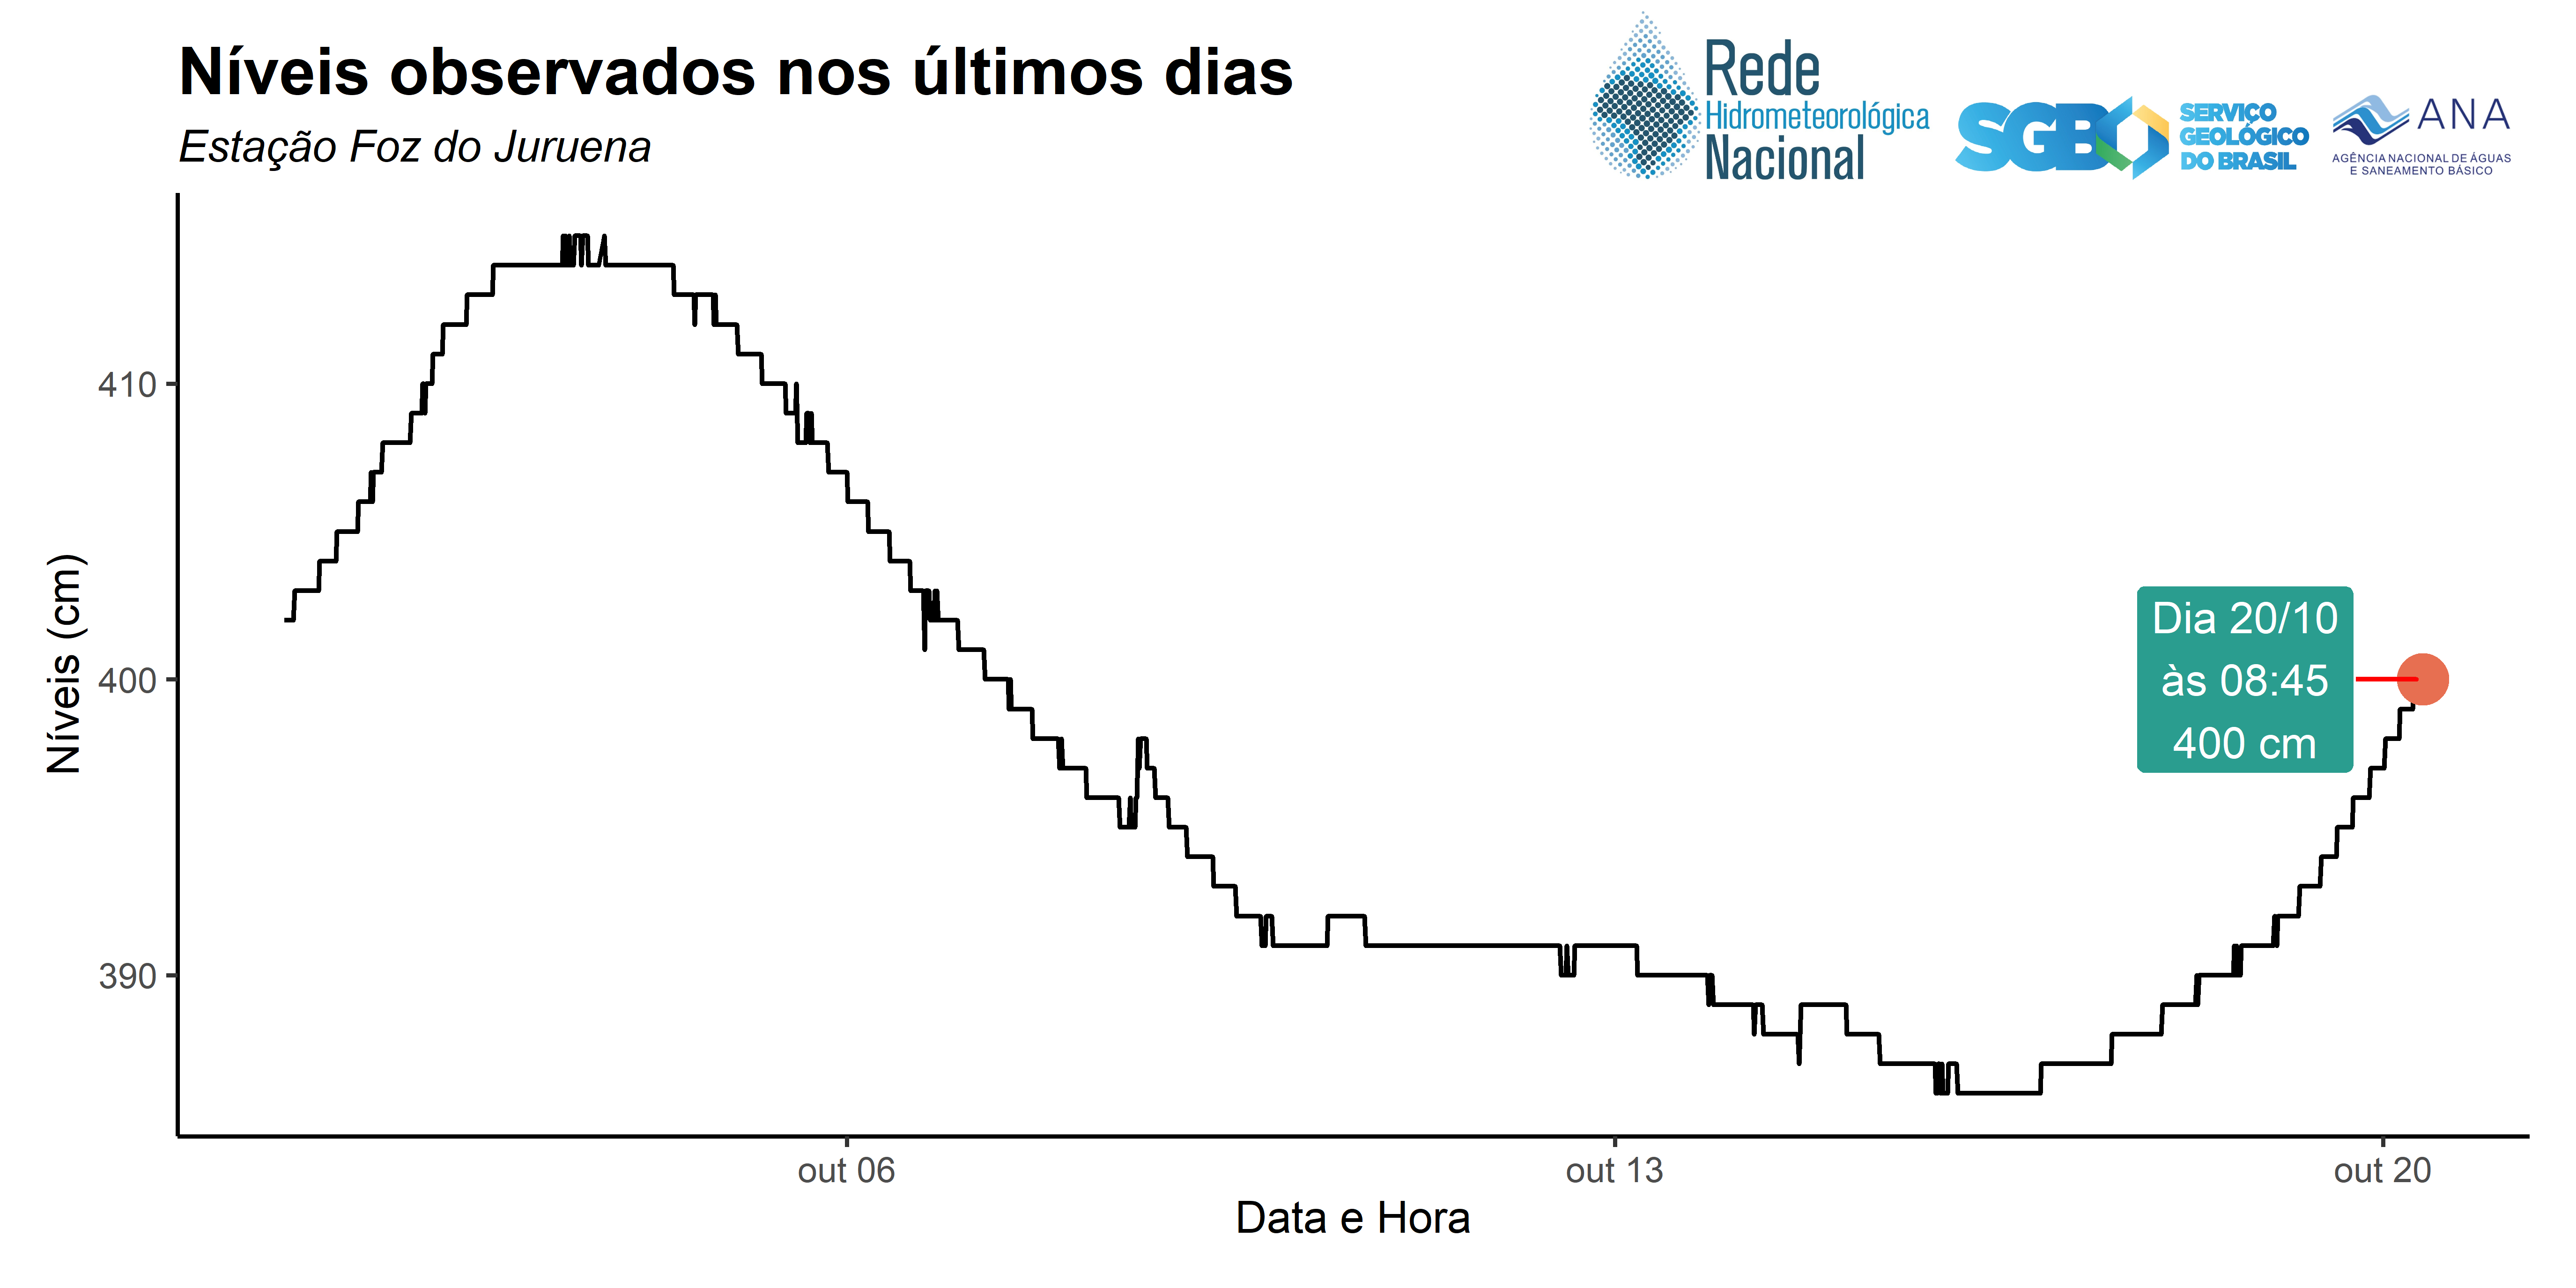 Níveis observados nos últimos dias
Estação Foz do Juruena
Rede
Hidrometeorológica
Nacional
SGB
SERVIÇO
GEOLÓGICO
DO BRASIL
ANA
AGÊNCIA NACIONAL DE ÁGUAS
E SANEAMENTO BÁSICO
Níveis (cm)
410
400
390
Dia 20/10
às 08:45
400 cm
out 06
out 13
out 20
Data e Hora